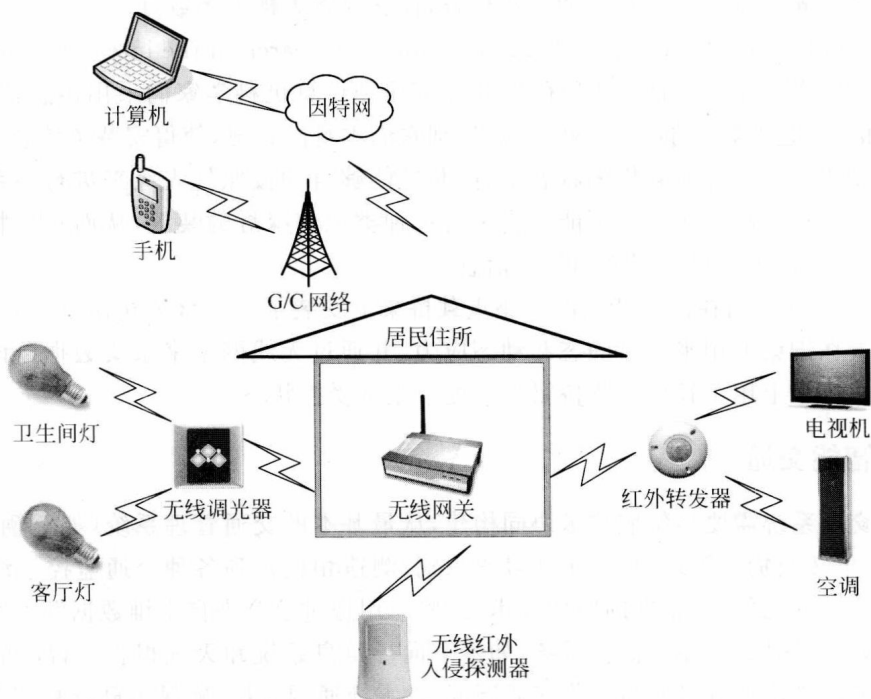 计算机
因特网
手机
G/C 网络
居民住所
卫生间灯
无线调光器
无线网关
红外转发器
电视机
客厅灯
空调
无线红外
入侵探测器